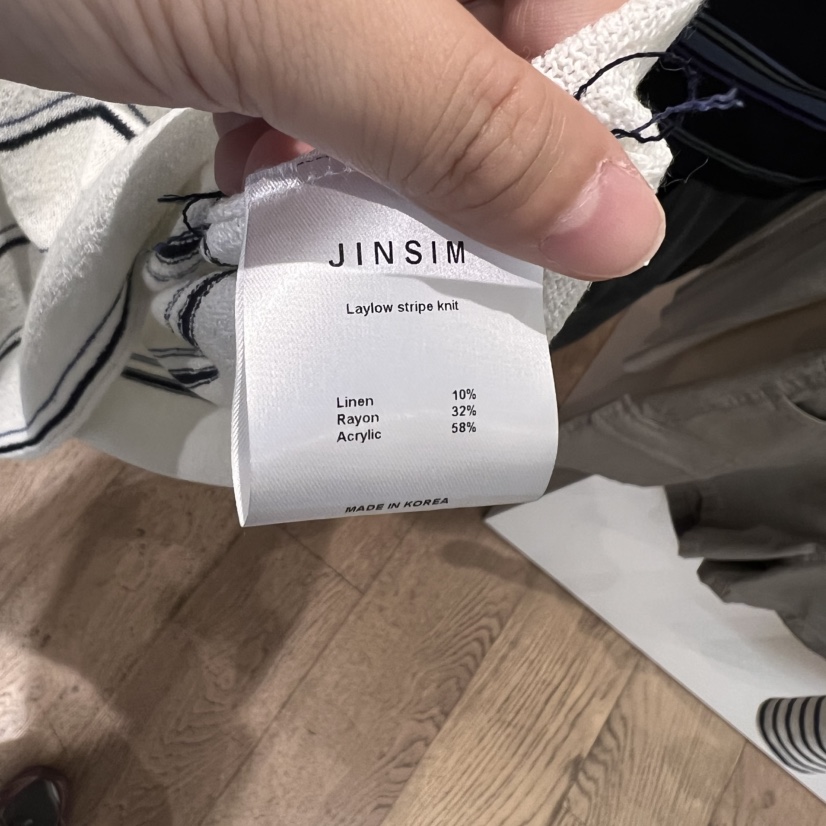 JINSIM
Laylow stripe knit
Linen 10%
Rayon 32%
Acrylic 58%
MADE IN KOREA